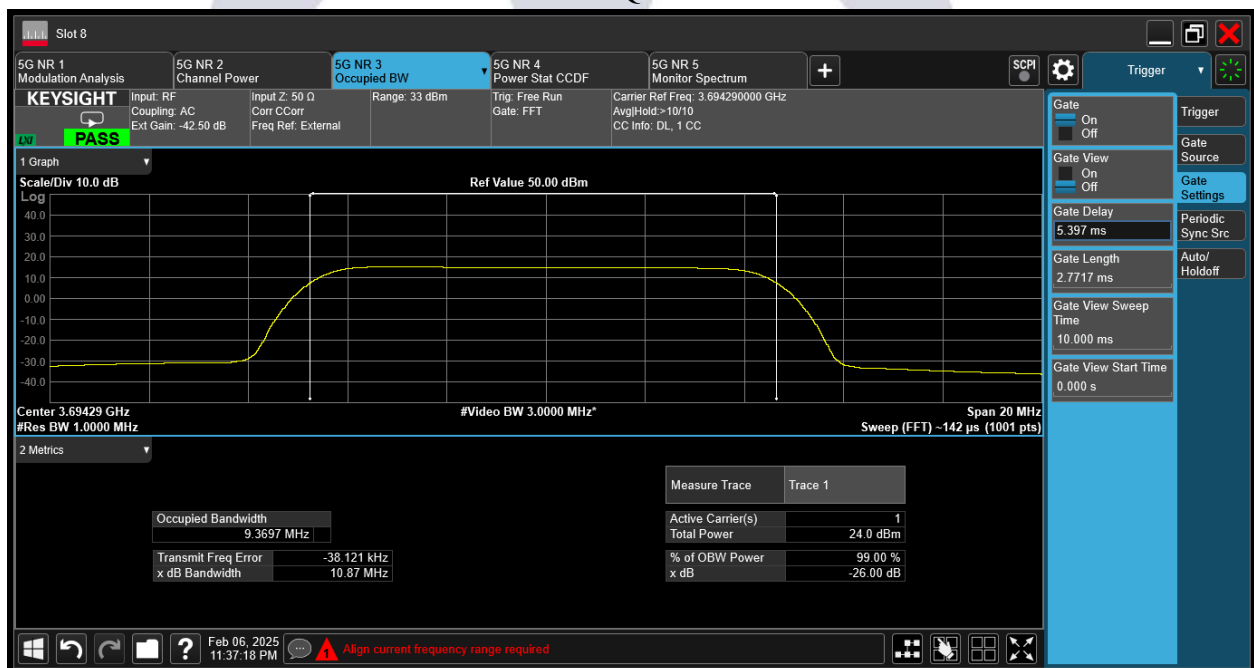 Slot 8
5G NR 1
Modulation Analysis
5G NR 2
Channel Power
5G NR 3
Occupied BW
5G NR 4
Power Stat CCDF
5G NR 5
Monitor Spectrum
+
SCPI
Trigger
KEYSIGHT
LXI
PASS
Input: RF
Coupling: AC
Ext Gain: -42.50 dB
Input Z: 50 Ω
Corr CCorr
Freq Ref: External
Range: 33 dBm
Trig: Free Run
Gate: FFT
Carrier Ref Freq: 3.694290000 GHz
Avg|Hold:>10/10
CC Info: DL, 1 CC
1 Graph
Scale/Div 10.0 dB
Ref Value 50.00 dBm
Log
40.0
30.0
20.0
10.0
0.00
-10.0
-20.0
-30.0
-40.0
Center 3.69429 GHz
#Video BW 3.0000 MHz*
Span 20 MHz
#Res BW 1.0000 MHz
Sweep (FFT) ~142 µs (1001 pts)
2 Metrics
Measure Trace Trace 1
Occupied Bandwidth
9.3697 MHz
Transmit Freq Error -38.121 kHz
x dB Bandwidth 10.87 MHz
Active Carrier(s) 1
Total Power 24.0 dBm
% of OBW Power 99.00 %
x dB -26.00 dB
Gate
On
Off
Gate View
On
Off
Gate Delay
5.397 ms
Gate Length
2.7717 ms
Gate View Sweep
Time
10.000 ms
Gate View Start Time
0.000 s
Trigger
Gate
Source
Gate
Settings
Periodic
Sync Src
Auto/
Holdoff
?
Feb 06, 2025
11:37:18 PM
1
Align current frequency range required